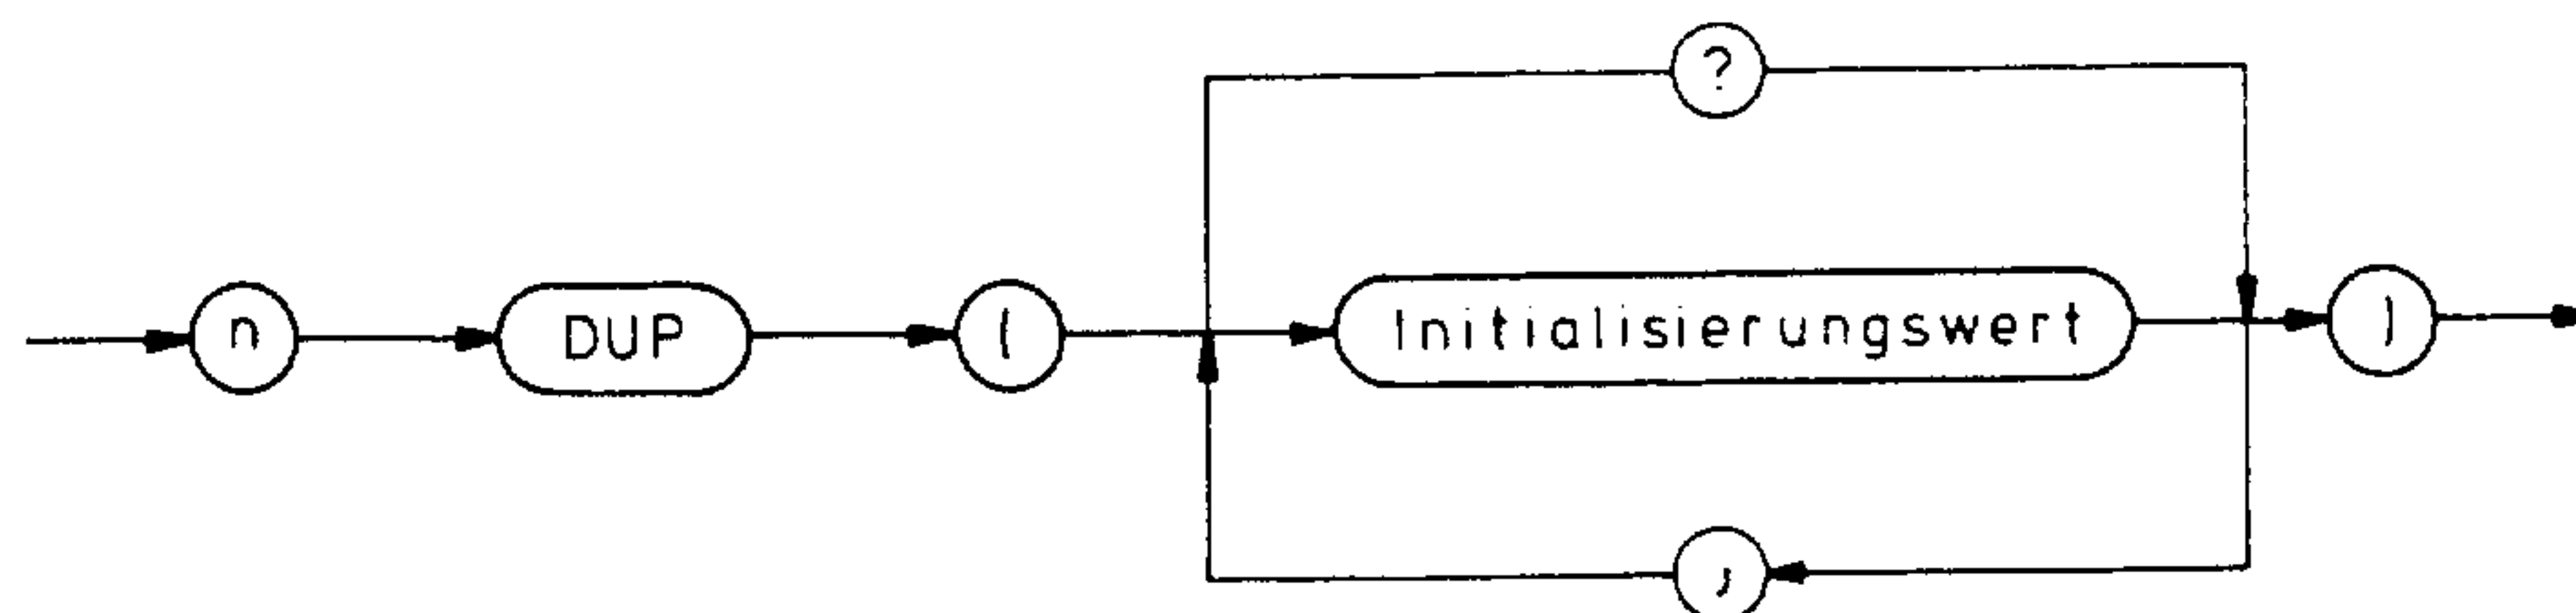 ?
n DUP ( Initialisierungswert )
,